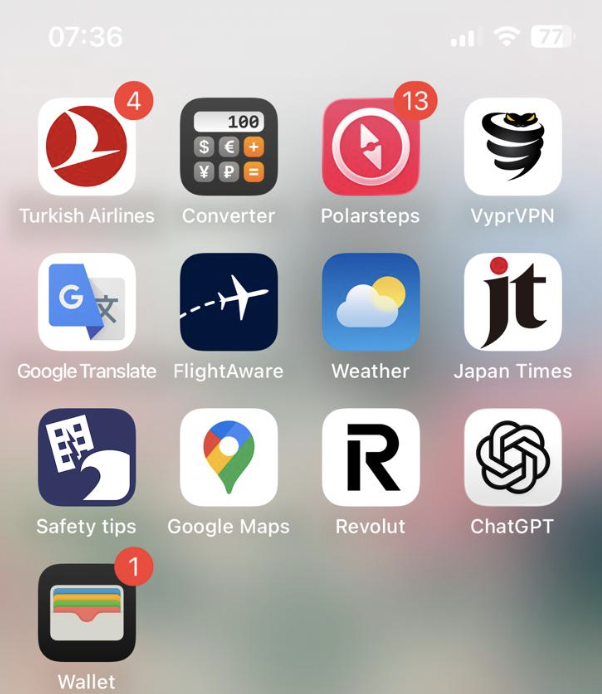 07:36
77
4
13
100
$ € +
¥ ₽ =
Turkish Airlines Converter Polarsteps VyprVPN
G 文
jt
Google Translate FlightAware Weather Japan Times
R
Safety tips Google Maps Revolut ChatGPT
1
Wallet